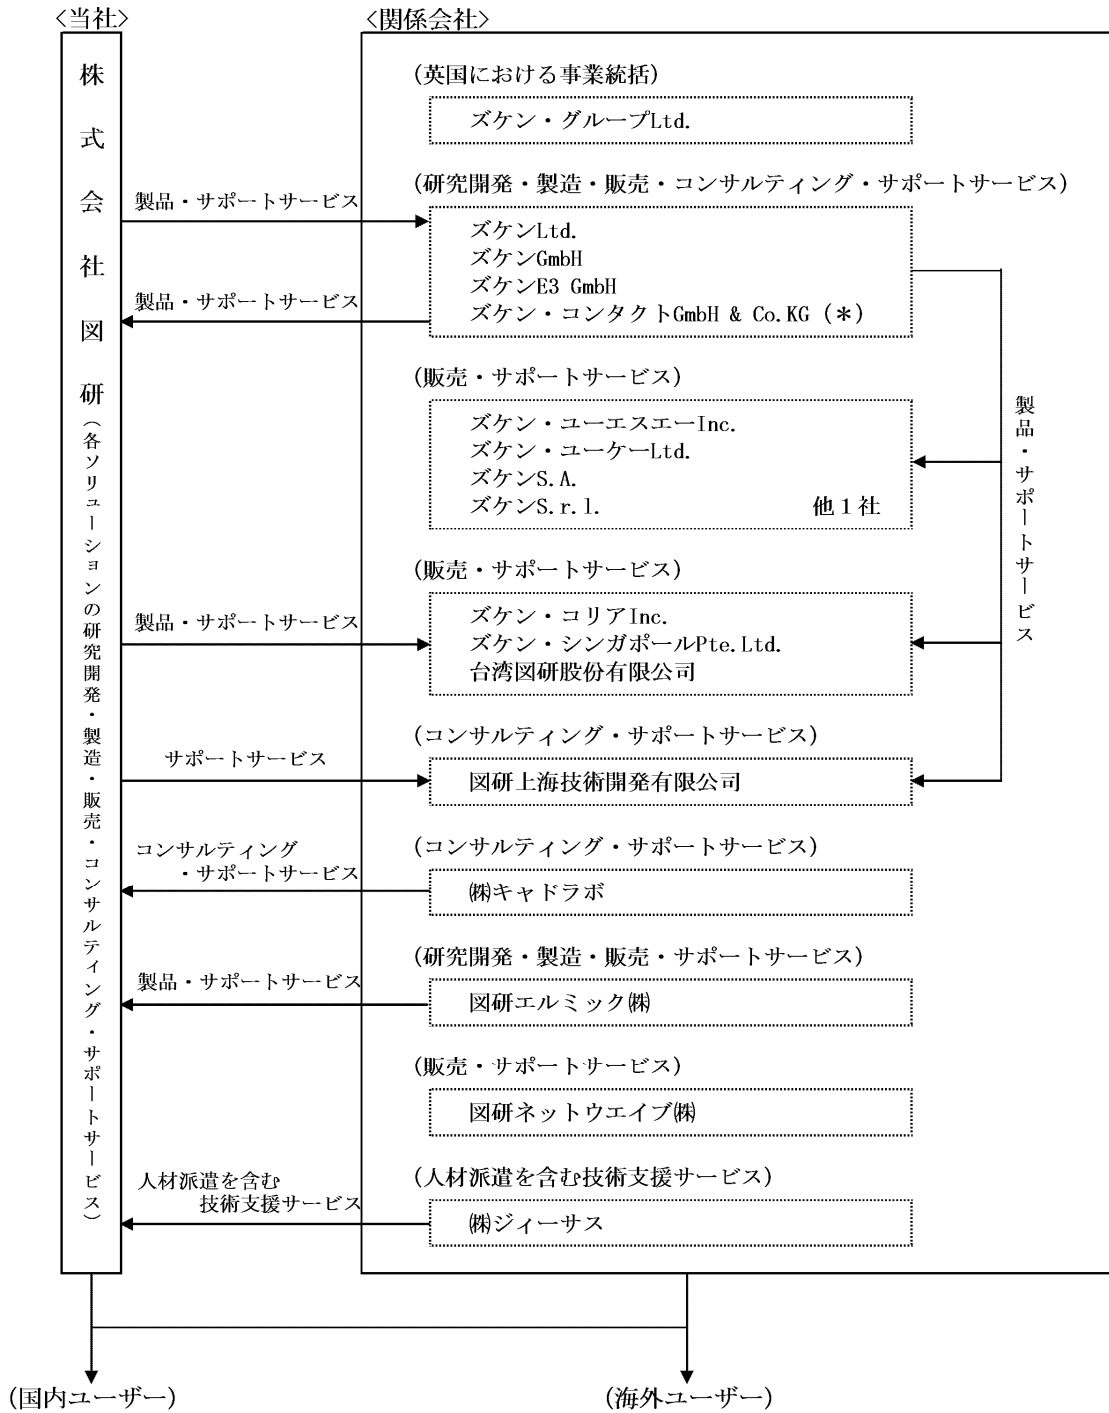 <当社>
株式会社図研(各ソリューションの研究開発・製造・販売・コンサルティング・サポートサービス)
<関係会社>
(英国における事業統括)
ズケン・グループLtd.
(研究開発・製造・販売・コンサルティング・サポートサービス)
製品・サポートサービス
ズケンLtd.
ズケンGmbH
ズケンE3 GmbH
製品・サポートサービス
ズケン・コンタクトGmbH & Co.KG (*)
(販売・サポートサービス)
ズケン・ユーエスエーInc.
ズケン・ユーケーLtd.
ズケンS.A.
ズケンS.r.l. 他1社
製品・サポートサービス
(販売・サポートサービス)
製品・サポートサービス
ズケン・コリアInc.
ズケン・シンガポールPte.Ltd.
台湾図研股份有限公司
(コンサルティング・サポートサービス)
サポートサービス
図研上海技術開発有限公司
(コンサルティング・サポートサービス)
コンサルティング
・サポートサービス
㈱キャドラボ
(研究開発・製造・販売・サポートサービス)
製品・サポートサービス
図研エルミック㈱
(販売・サポートサービス)
図研ネットウエイブ㈱
(人材派遣を含む技術支援サービス)
人材派遣を含む
技術支援サービス
㈱ジィーサス
(国内ユーザー)
(海外ユーザー)